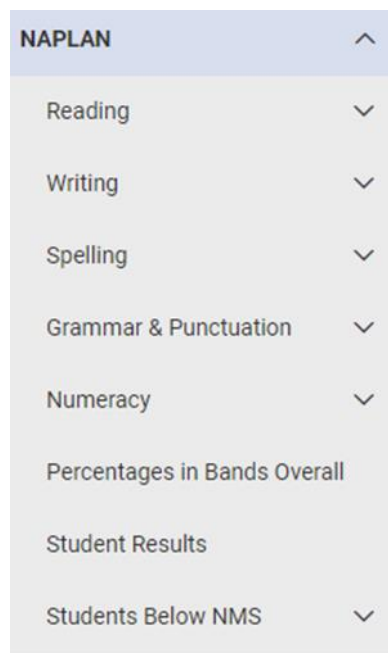 NAPLAN
Reading
Writing
Spelling
Grammar & Punctuation
Numeracy
Percentages in Bands Overall
Student Results
Students Below NMS